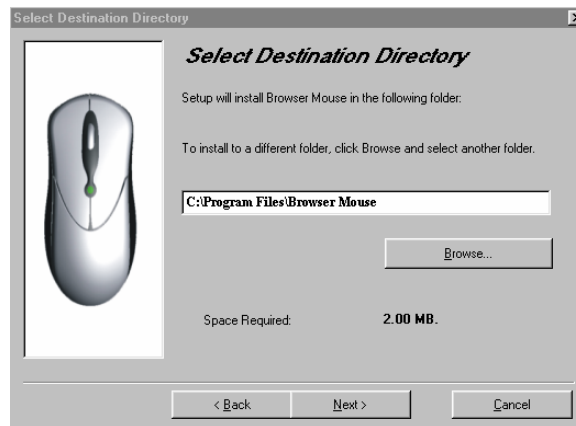 Select Destination Directory
Select Destination Directory
Setup will install Browser Mouse in the following folder:
To install to a different folder, click Browse and select another folder.
C:\Program Files\Browser Mouse
Browse...
Space Required: 2.00 MB.
< Back Next > Cancel